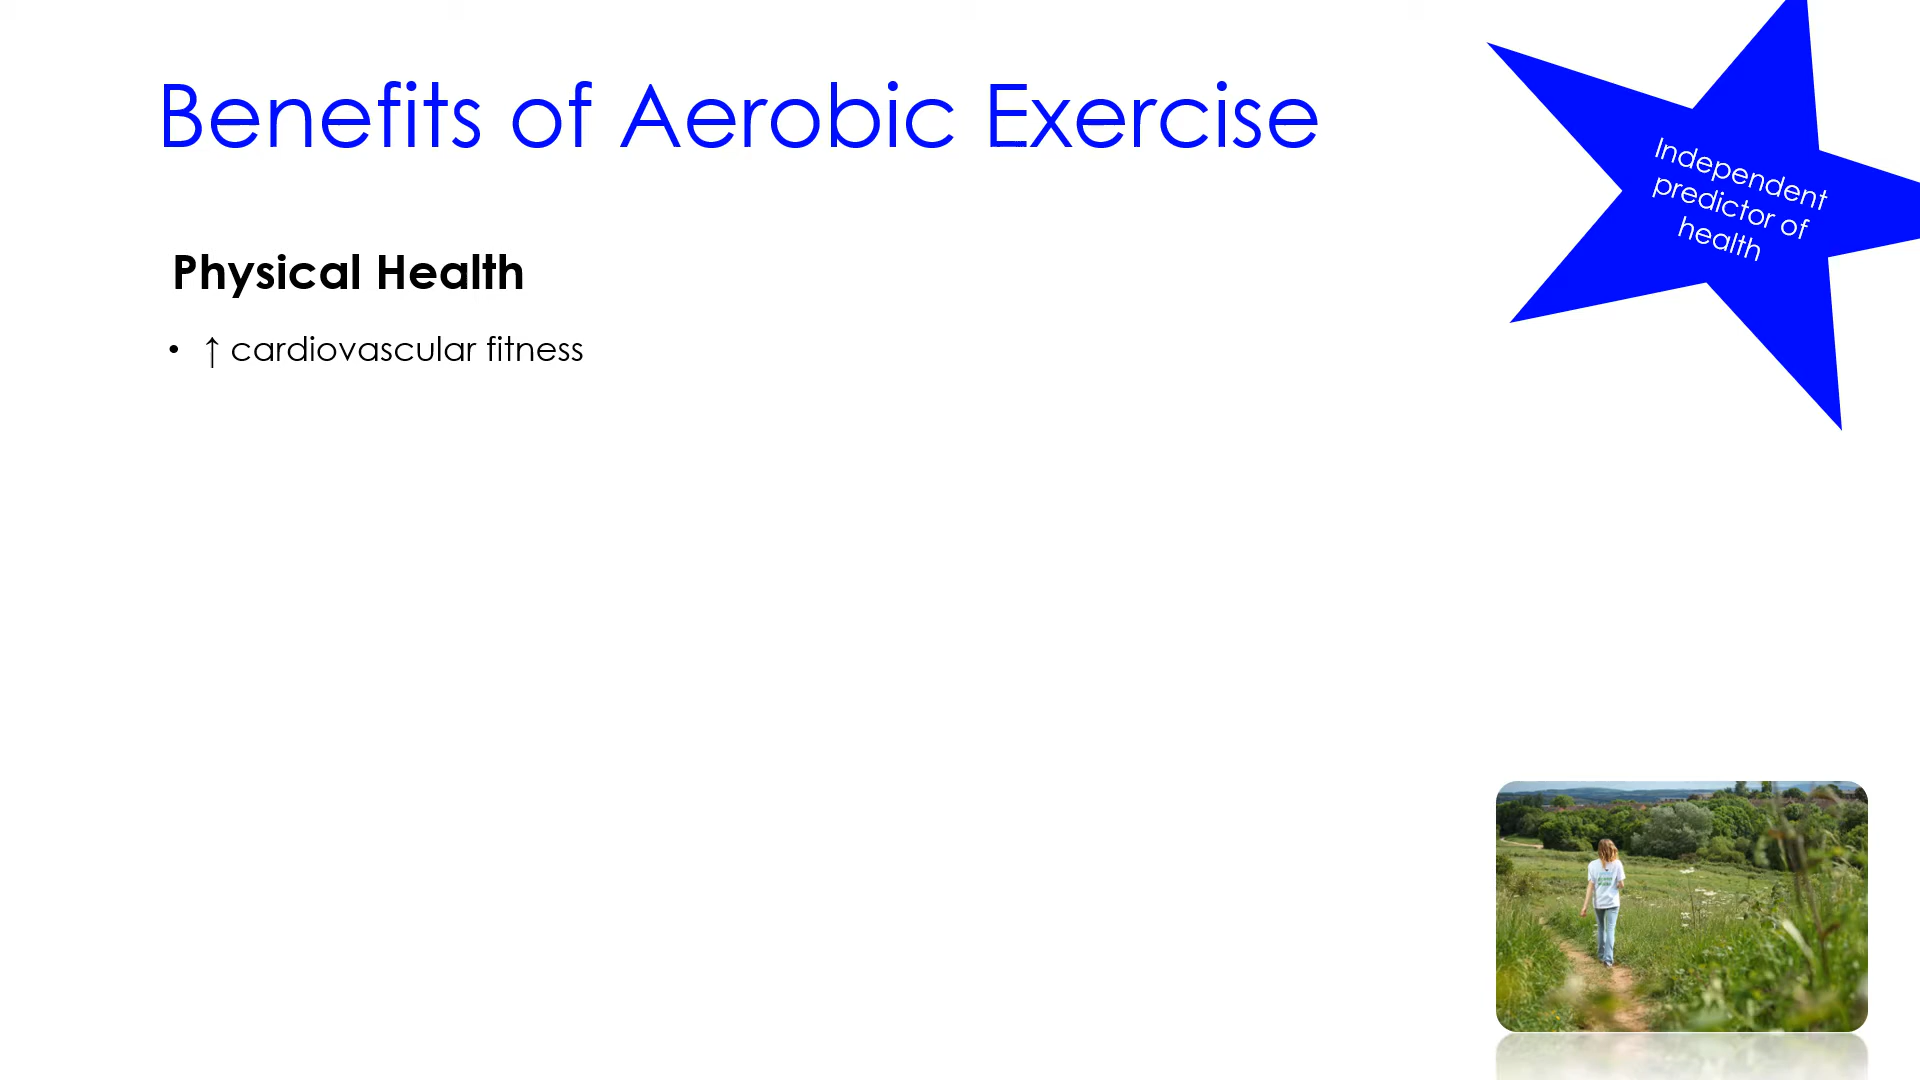 Benefits of Aerobic Exercise
Independent
predictor of
health
Physical Health
• ↑ cardiovascular fitness